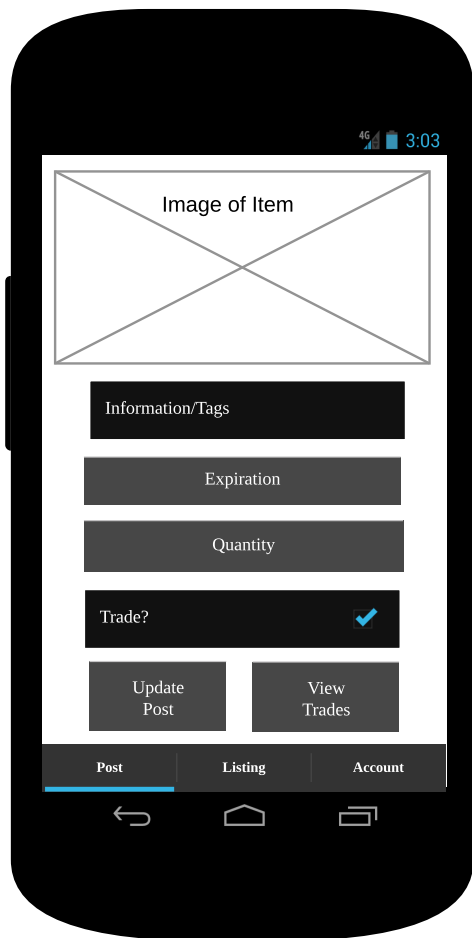 4G 3:03
Image of Item
Information/Tags
Expiration
Quantity
Trade?
Update
Post
View
Trades
Post Listing Account